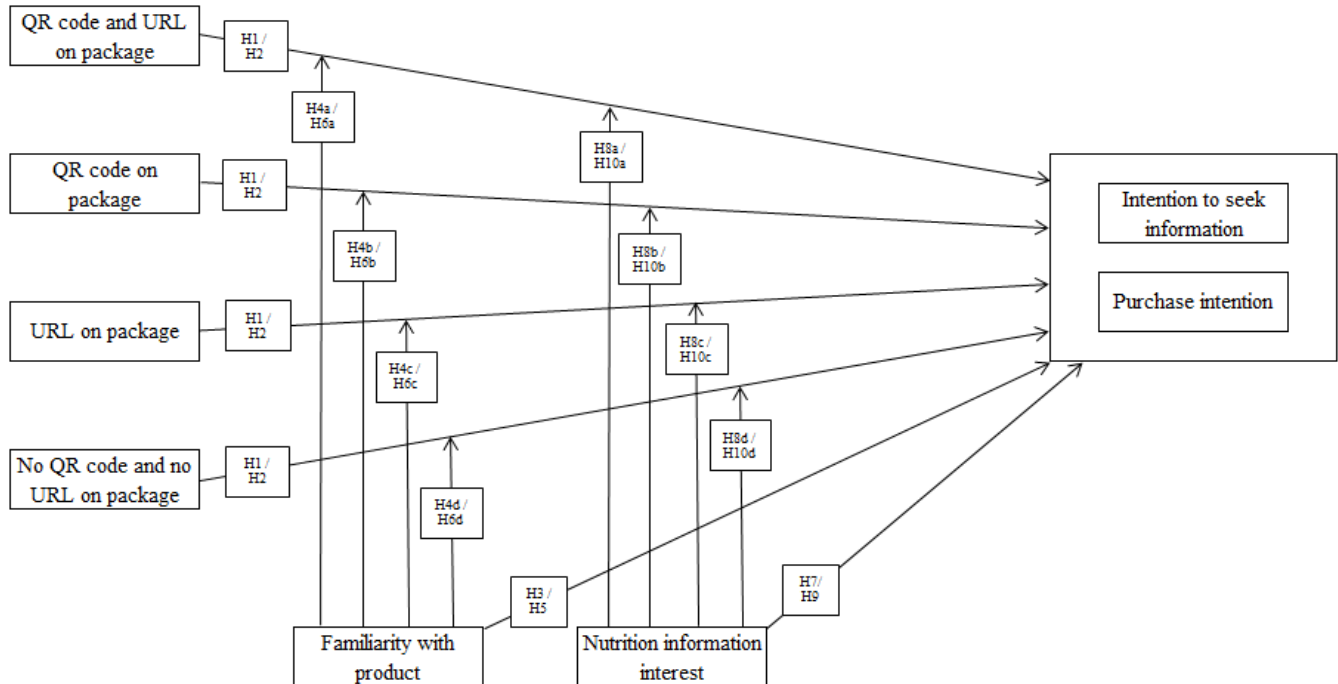 QR code and URL
on package
H1 /
H2
H4a /
H6a
H8a /
H10a
QR code on
package
H1 /
H2
H4b /
H6b
H8b /
H10b
Intention to seek
information
Purchase intention
URL on package
H1 /
H2
H4c /
H6c
H8c /
H10c
No QR code and no
URL on package
H1 /
H2
H4d /
H6d
H8d /
H10d
H3 /
H5
H7/
H9
Familiarity with
product
Nutrition information
interest